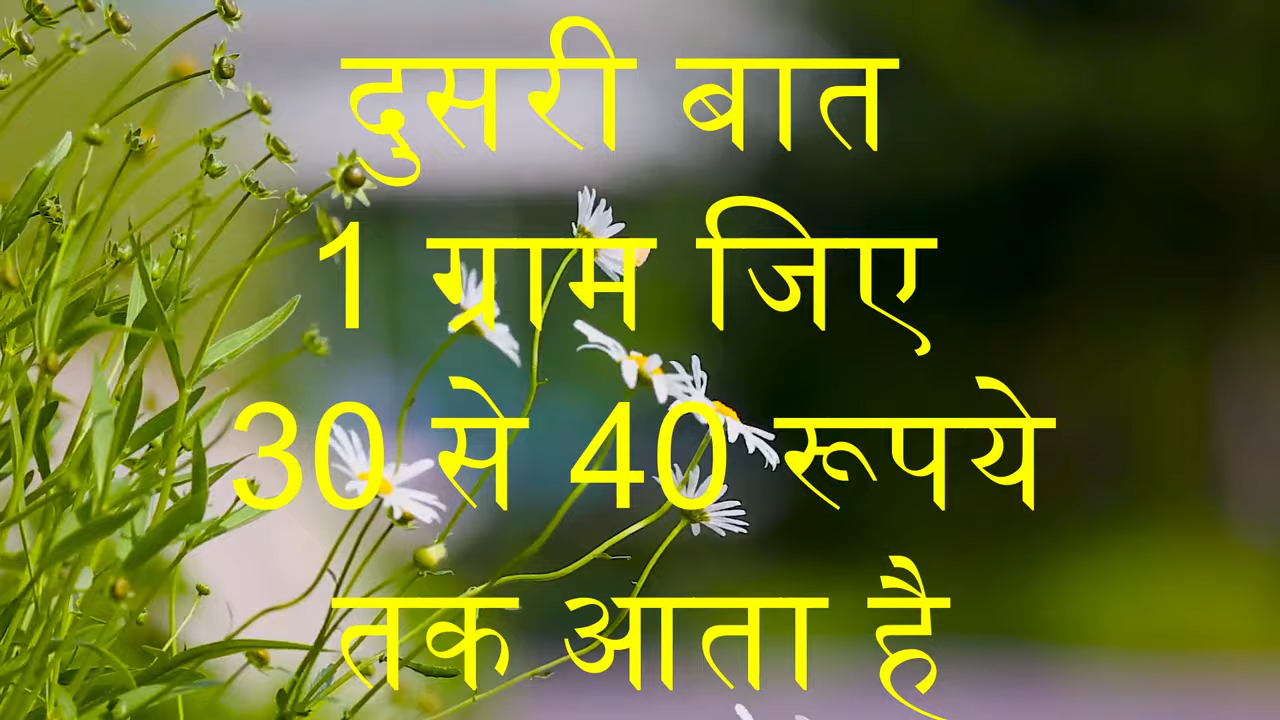 दुसरी बात
1 ग्राम जिए
30 से 40 रूपये
तक आता है